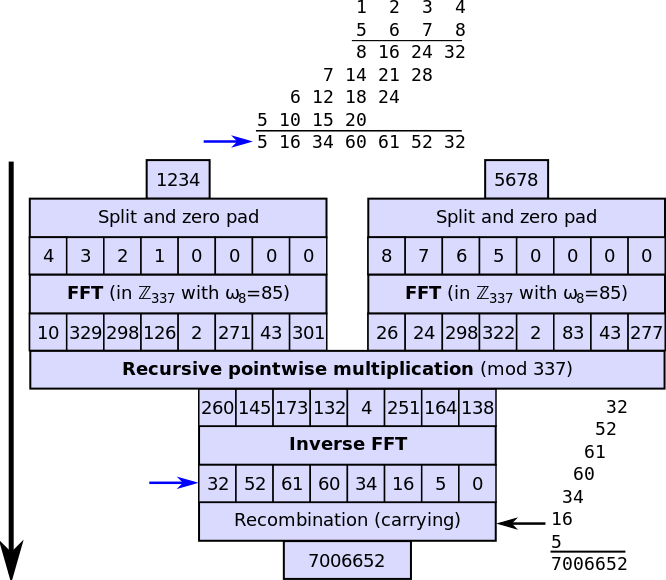 1 2 3 4
5 6 7 8
8 16 24 32
7 14 21 28
6 12 18 24
5 10 15 20
5 16 34 60 61 52 32
1234 5678
Split and zero pad Split and zero pad
4 3 2 1 0 0 0 0 8 7 6 5 0 0 0 0
FFT (in ℤ₃₃₇ with ω₈=85) FFT (in ℤ₃₃₇ with ω₈=85)
10 329 298 126 2 271 43 301 26 24 298 322 2 83 43 277
Recursive pointwise multiplication (mod 337)
260 145 173 132 4 251 164 138
Inverse FFT
32 52 61 60 34 16 5 0
Recombination (carrying)
7006652
32
52
61
60
34
16
5
7006652